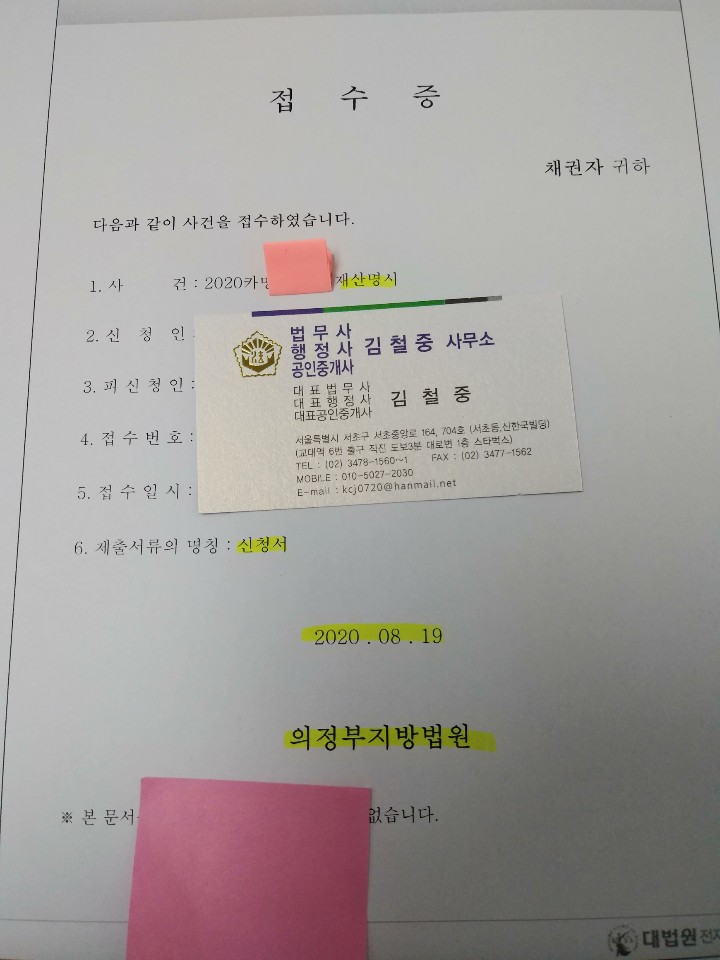 접 수 증
채권자 귀하
다음과 같이 사건을 접수하였습니다.
1. 사 건 : 2020카명 재산명시
2. 신 청 인 :
법 무 사
행 정 사 김 철 중 사무소
공인중개사
3. 피 신 청 인 :
대 표 법 무 사
대 표 행 정 사 김 철 중
대표공인중개사
4. 접 수 번 호 :
서울특별시 서초구 서초중앙로 164, 704호 (서초동,신한국빌딩)
(교대역 6번 출구 직진 도보3분 대로변 1층 스타벅스)
TEL : (02) 3478-1560~1 FAX : (02) 3477-1562
MOBILE : 010-5027-2030
E-mail : kcj0720@hanmail.net
5. 접 수 일 시 :
6. 제출서류의 명칭 : 신청서
2020 . 08 . 19
의정부지방법원
※ 본 문서 없습니다.
대법원 전자